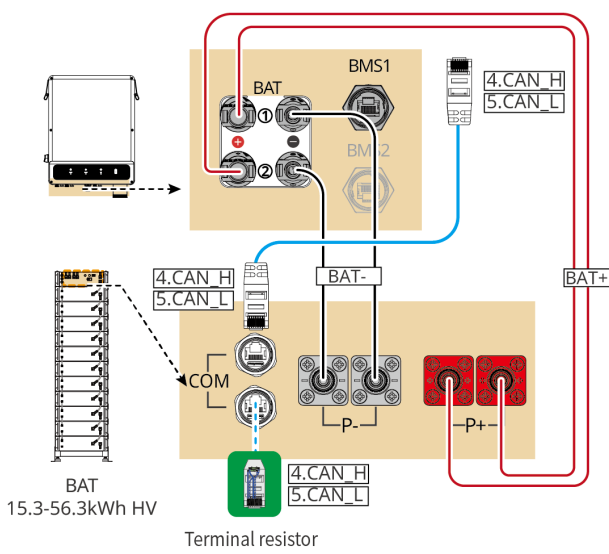 BMS1
BAT
4.CAN_H
5.CAN_L
①
+
−
②
BMS2
4.CAN_H
5.CAN_L
BAT-
BAT+
COM
P-
P+
4.CAN_H
5.CAN_L
BAT
15.3-56.3kWh HV
Terminal resistor